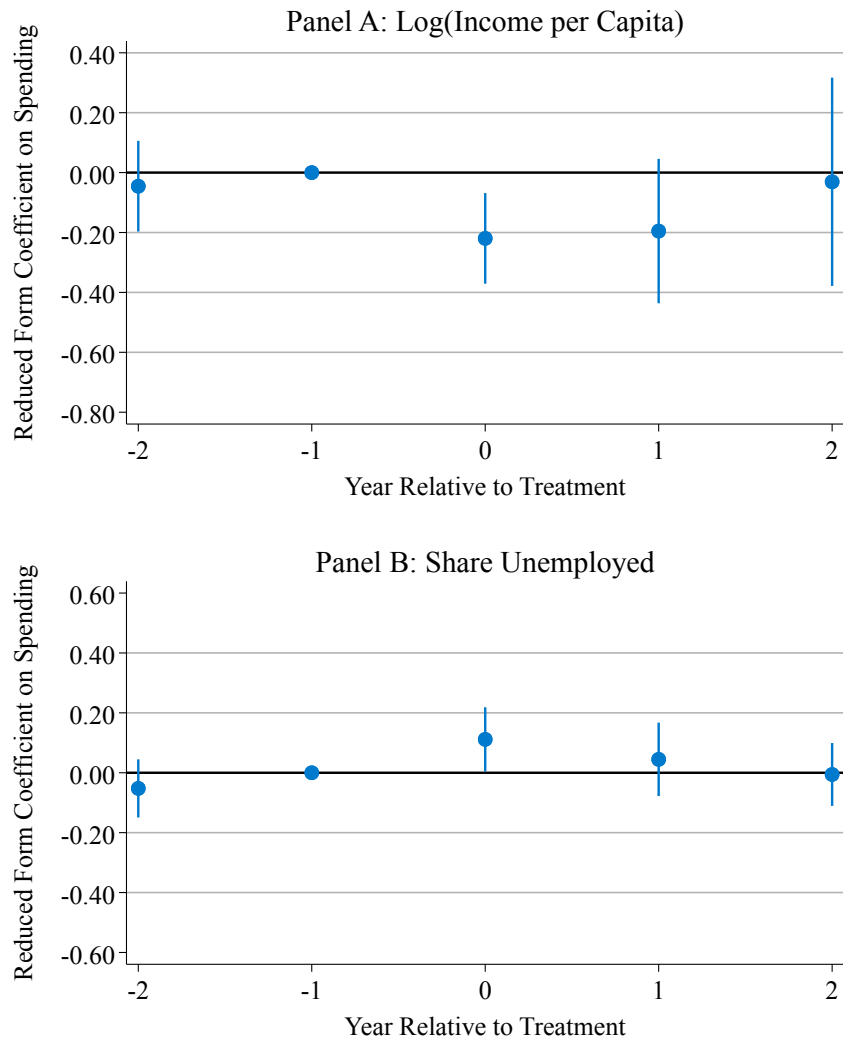 Panel A: Log(Income per Capita)
Reduced Form Coefficient on Spending
0.40
0.20
0.00
-0.20
-0.40
-0.60
-0.80
-2 -1 0 1 2
Year Relative to Treatment
Panel B: Share Unemployed
Reduced Form Coefficient on Spending
0.60
0.40
0.20
0.00
-0.20
-0.40
-0.60
-2 -1 0 1 2
Year Relative to Treatment